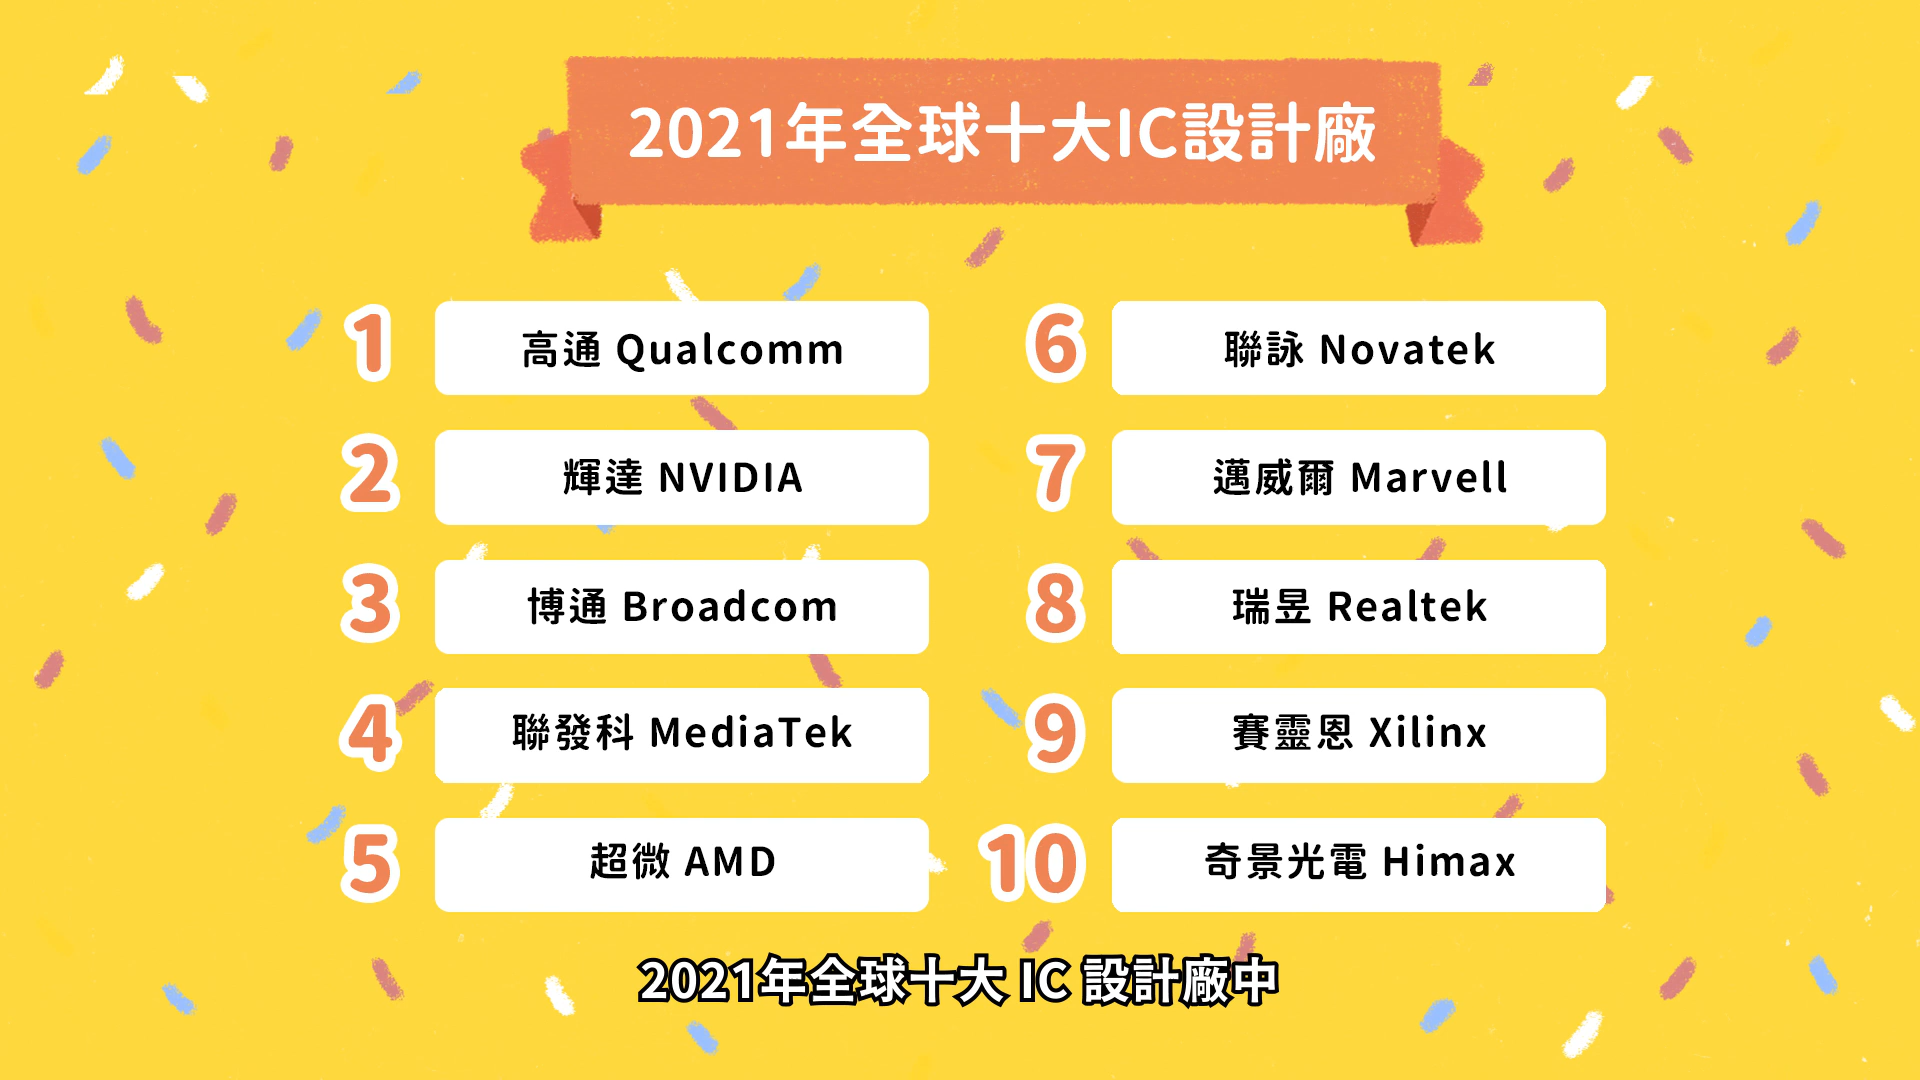 2021年全球十大IC設計廠
1 高通 Qualcomm
2 輝達 NVIDIA
3 博通 Broadcom
4 聯發科 MediaTek
5 超微 AMD
6 聯詠 Novatek
7 邁威爾 Marvell
8 瑞昱 Realtek
9 賽靈恩 Xilinx
10 奇景光電 Himax
2021年全球十大 IC 設計廠中